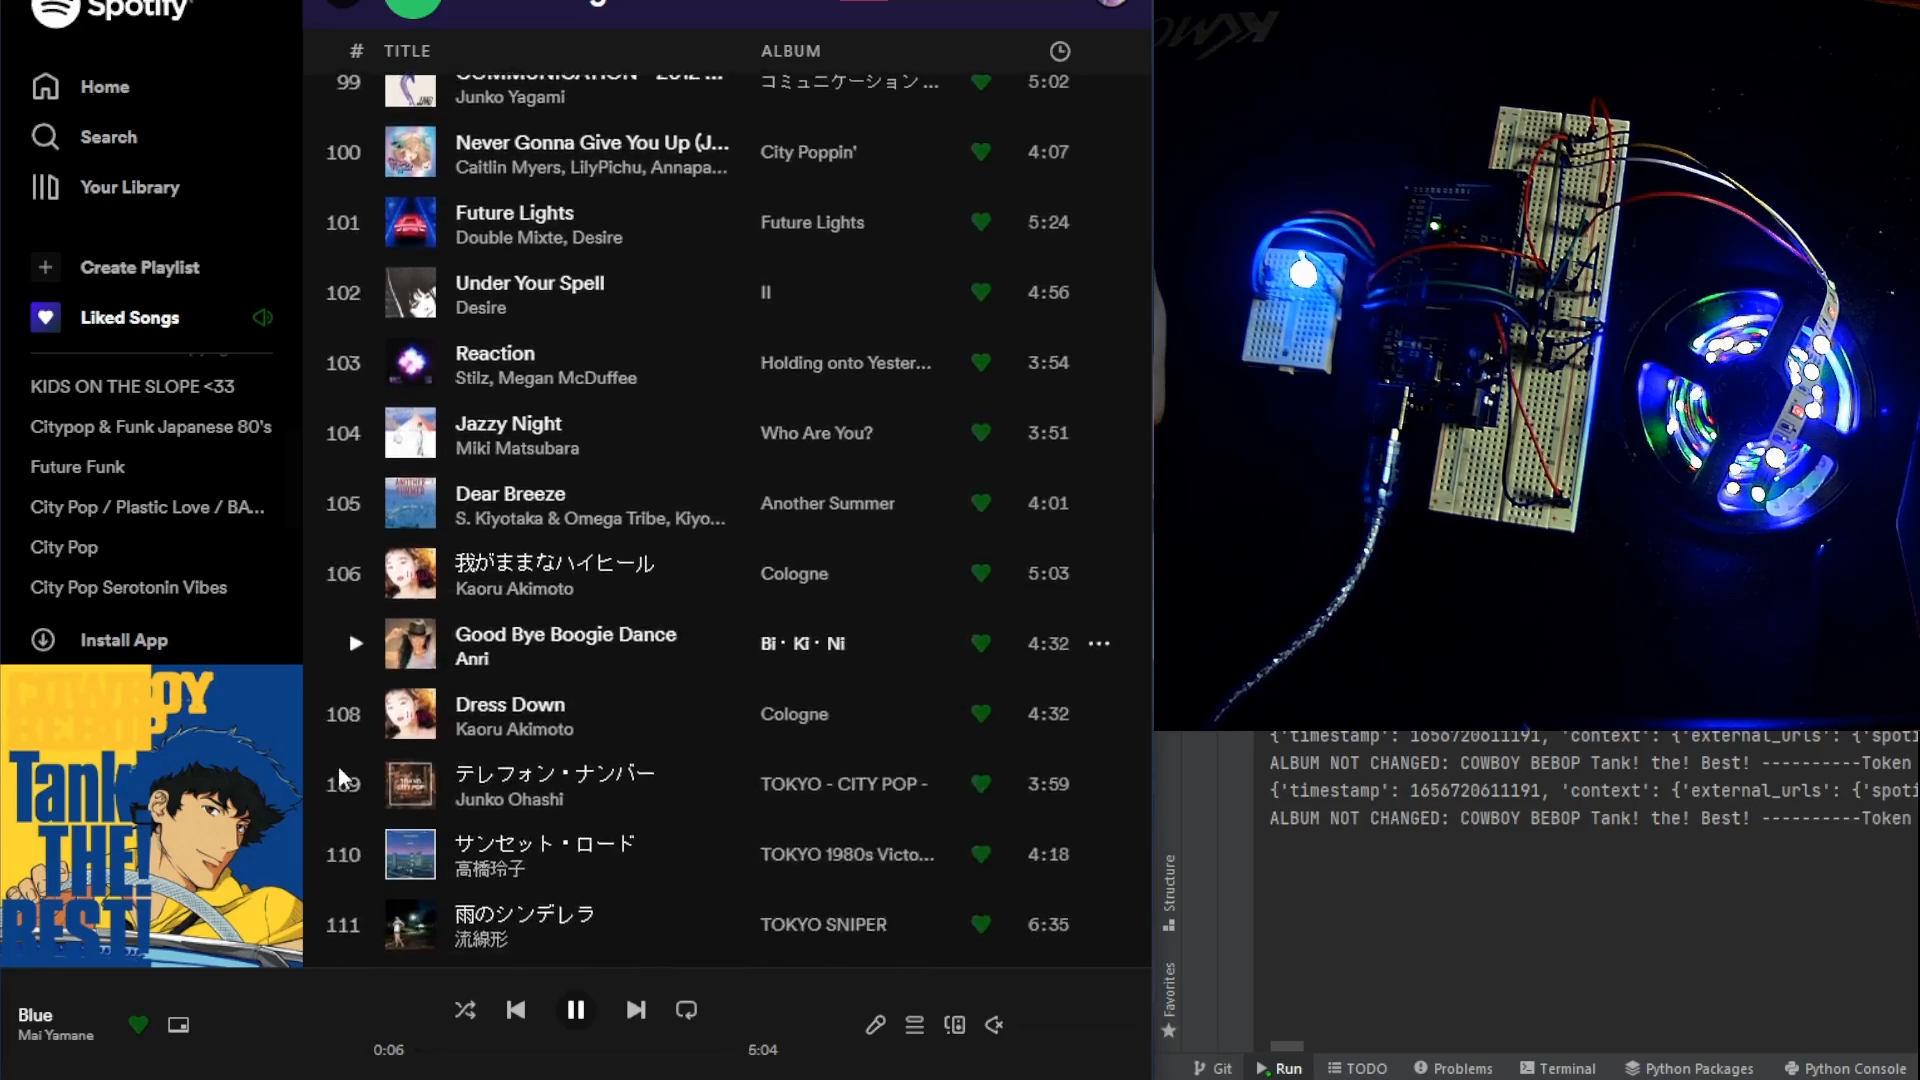 Spotify
Home
Search
Your Library
Create Playlist
Liked Songs
KIDS ON THE SLOPE <33
Citypop & Funk Japanese 80's
Future Funk
City Pop / Plastic Love / BA...
City Pop
City Pop Serotonin Vibes
Install App
COWBOY
BEBOP
Tank!
THE!
BEST!
# TITLE ALBUM
99 COMMUNICATION - 2012 ... コミュニケーション ... 5:02
Junko Yagami
100 Never Gonna Give You Up (J... City Poppin' 4:07
Caitlin Myers, LilyPichu, Annapa...
101 Future Lights Future Lights 5:24
Double Mixte, Desire
102 Under Your Spell II 4:56
Desire
103 Reaction Holding onto Yester... 3:54
Stilz, Megan McDuffee
104 Jazzy Night Who Are You? 3:51
Miki Matsubara
105 Dear Breeze Another Summer 4:01
S. Kiyotaka & Omega Tribe, Kiyo...
106 我がままなハイヒール Cologne 5:03
Kaoru Akimoto
Good Bye Boogie Dance Bi・Ki・Ni 4:32 •••
Anri
108 Dress Down Cologne 4:32
Kaoru Akimoto
109 テレフォン・ナンバー TOKYO - CITY POP - 3:59
Junko Ohashi
110 サンセット・ロード TOKYO 1980s Victo... 4:18
高橋玲子
111 雨のシンデレラ TOKYO SNIPER 6:35
流線形
Blue
Mai Yamane
0:06 5:04
{'timestamp': 1656720611191, 'context': {'external_urls': {'spoti
ALBUM NOT CHANGED: COWBOY BEBOP Tank! the! Best! ----------Token
{'timestamp': 1656720611191, 'context': {'external_urls': {'spoti
ALBUM NOT CHANGED: COWBOY BEBOP Tank! the! Best! ----------Token
Structure
Favorites
Git Run TODO Problems Terminal Python Packages Python Console